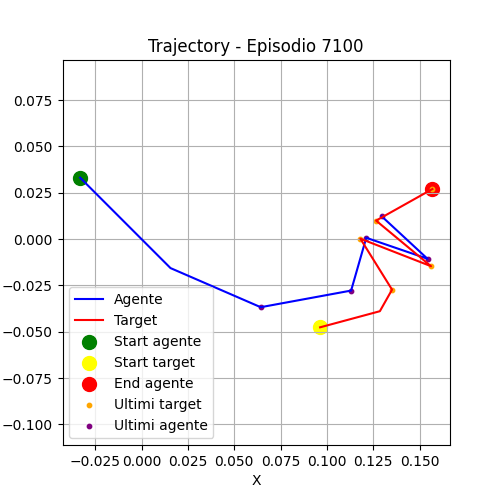 Trajectory - Episodio 7100
0.075
0.050
0.025
0.000
−0.025
−0.050
−0.075
−0.100
Agente
Target
Start agente
Start target
End agente
Ultimi target
Ultimi agente
−0.025 0.000 0.025 0.050 0.075 0.100 0.125 0.150
X